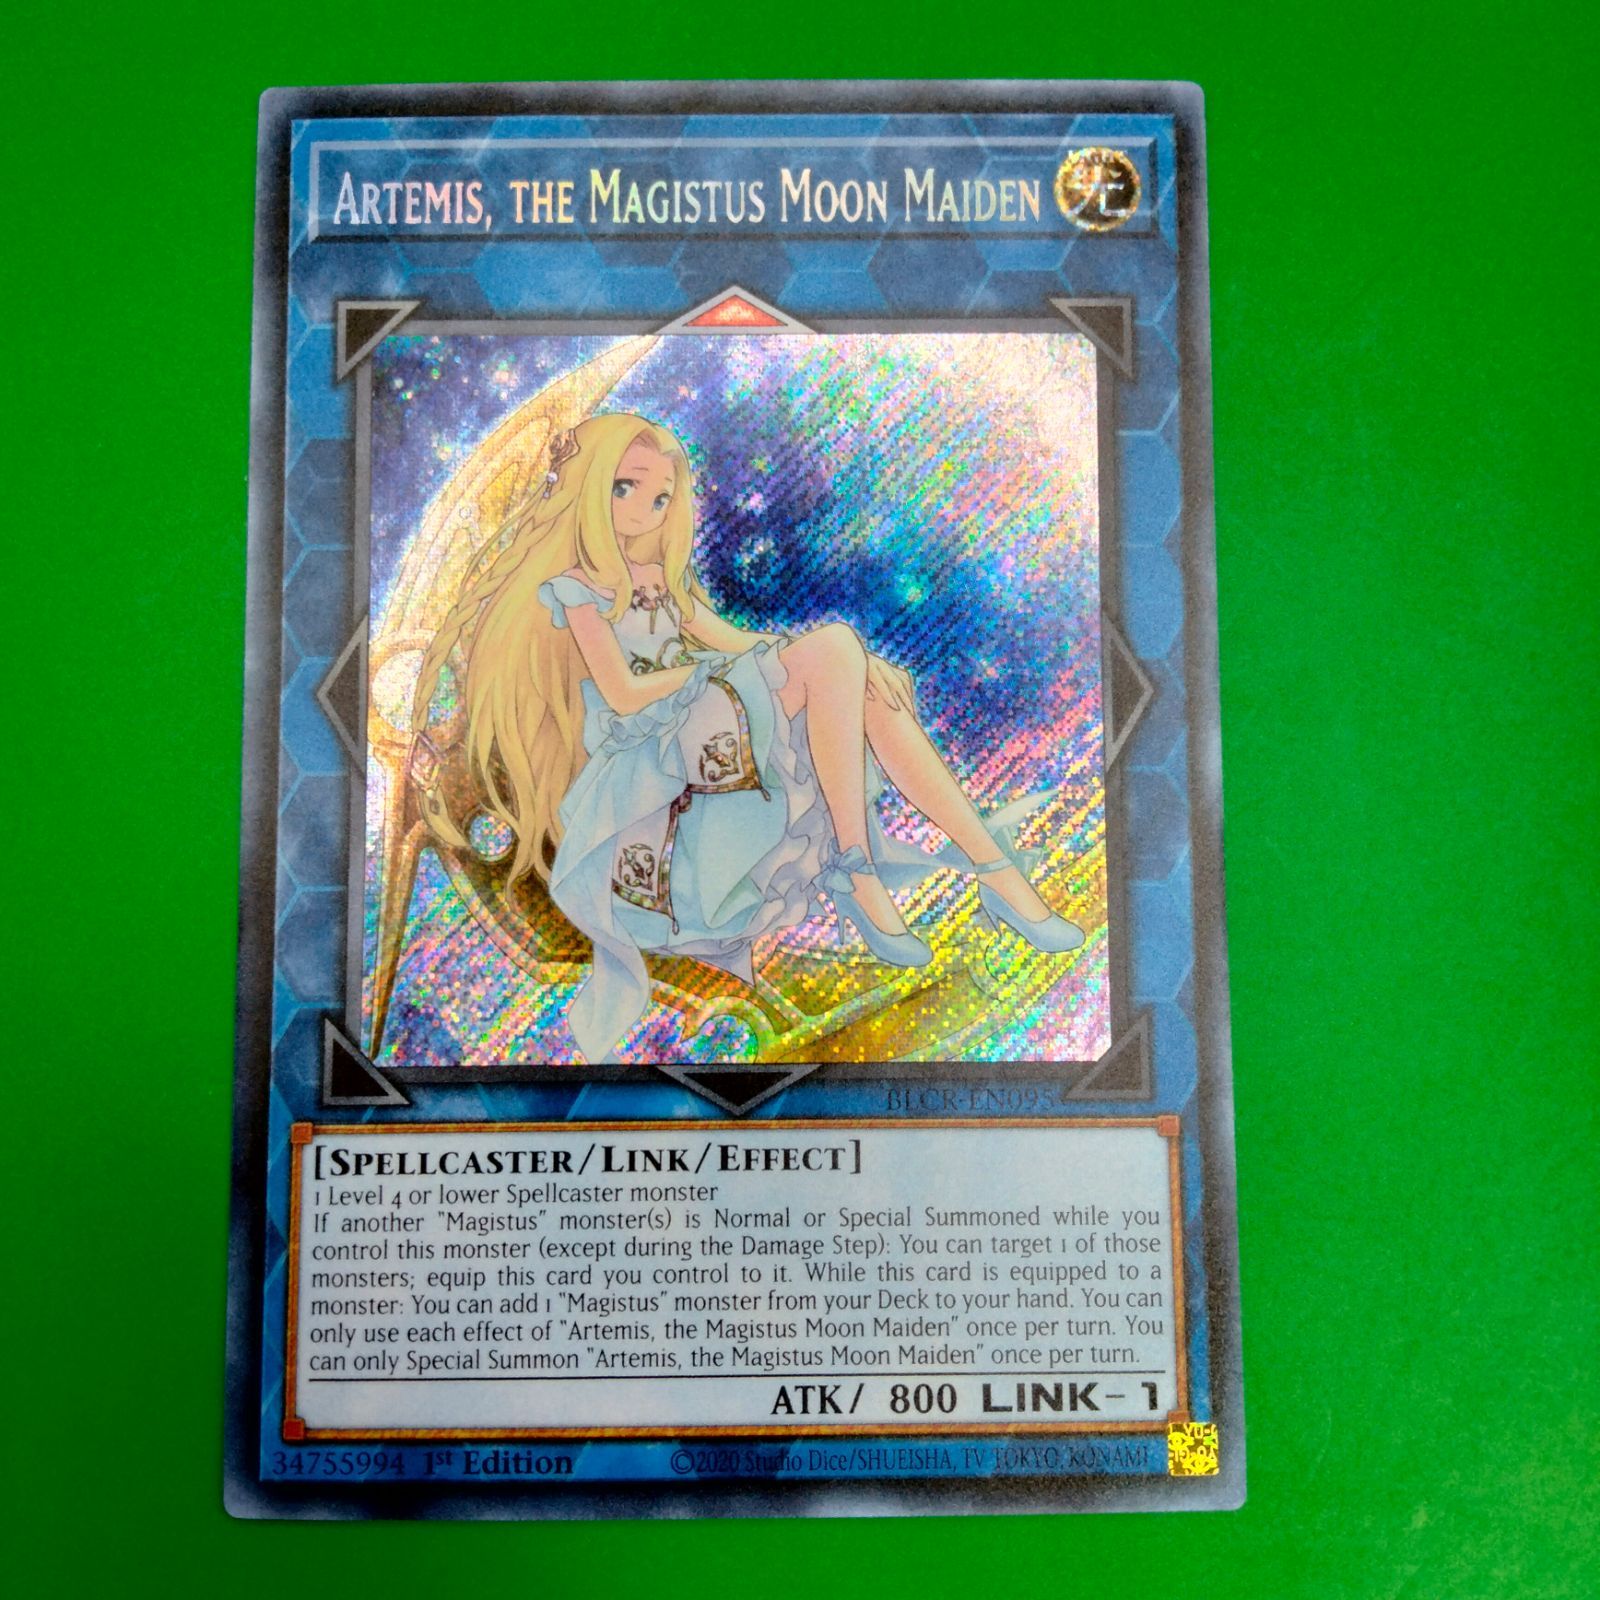 Artemis, the Magistus Moon Maiden 光
BLCR-EN095
[Spellcaster/Link/Effect]
1 Level 4 or lower Spellcaster monster
If another "Magistus" monster(s) is Normal or Special Summoned while you
control this monster (except during the Damage Step): You can target 1 of those
monsters; equip this card you control to it. While this card is equipped to a
monster: You can add 1 "Magistus" monster from your Deck to your hand. You can
only use each effect of "Artemis, the Magistus Moon Maiden" once per turn. You
can only Special Summon "Artemis, the Magistus Moon Maiden" once per turn.
ATK/ 800 LINK-1
34755994 1st Edition ©2020 Studio Dice/SHUEISHA, TV TOKYO, KONAMI